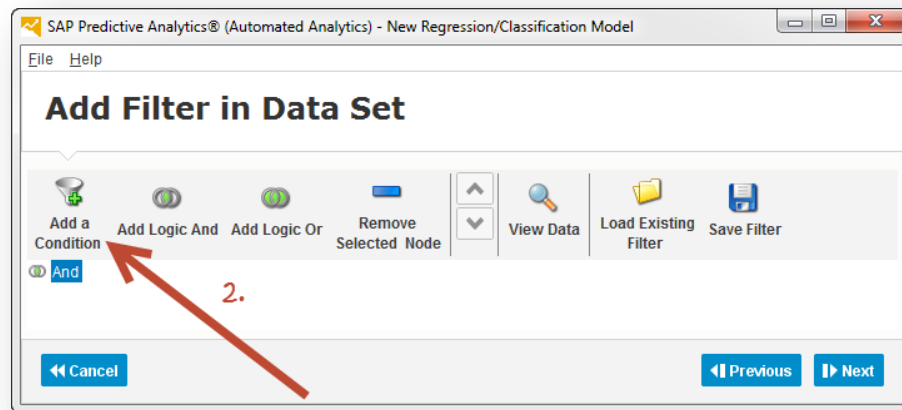 SAP Predictive Analytics® (Automated Analytics) - New Regression/Classification Model
File Help
Add Filter in Data Set
Add a
Condition
Add Logic And
Add Logic Or
Remove
Selected Node
View Data
Load Existing
Filter
Save Filter
And
2.
Cancel
Previous
Next